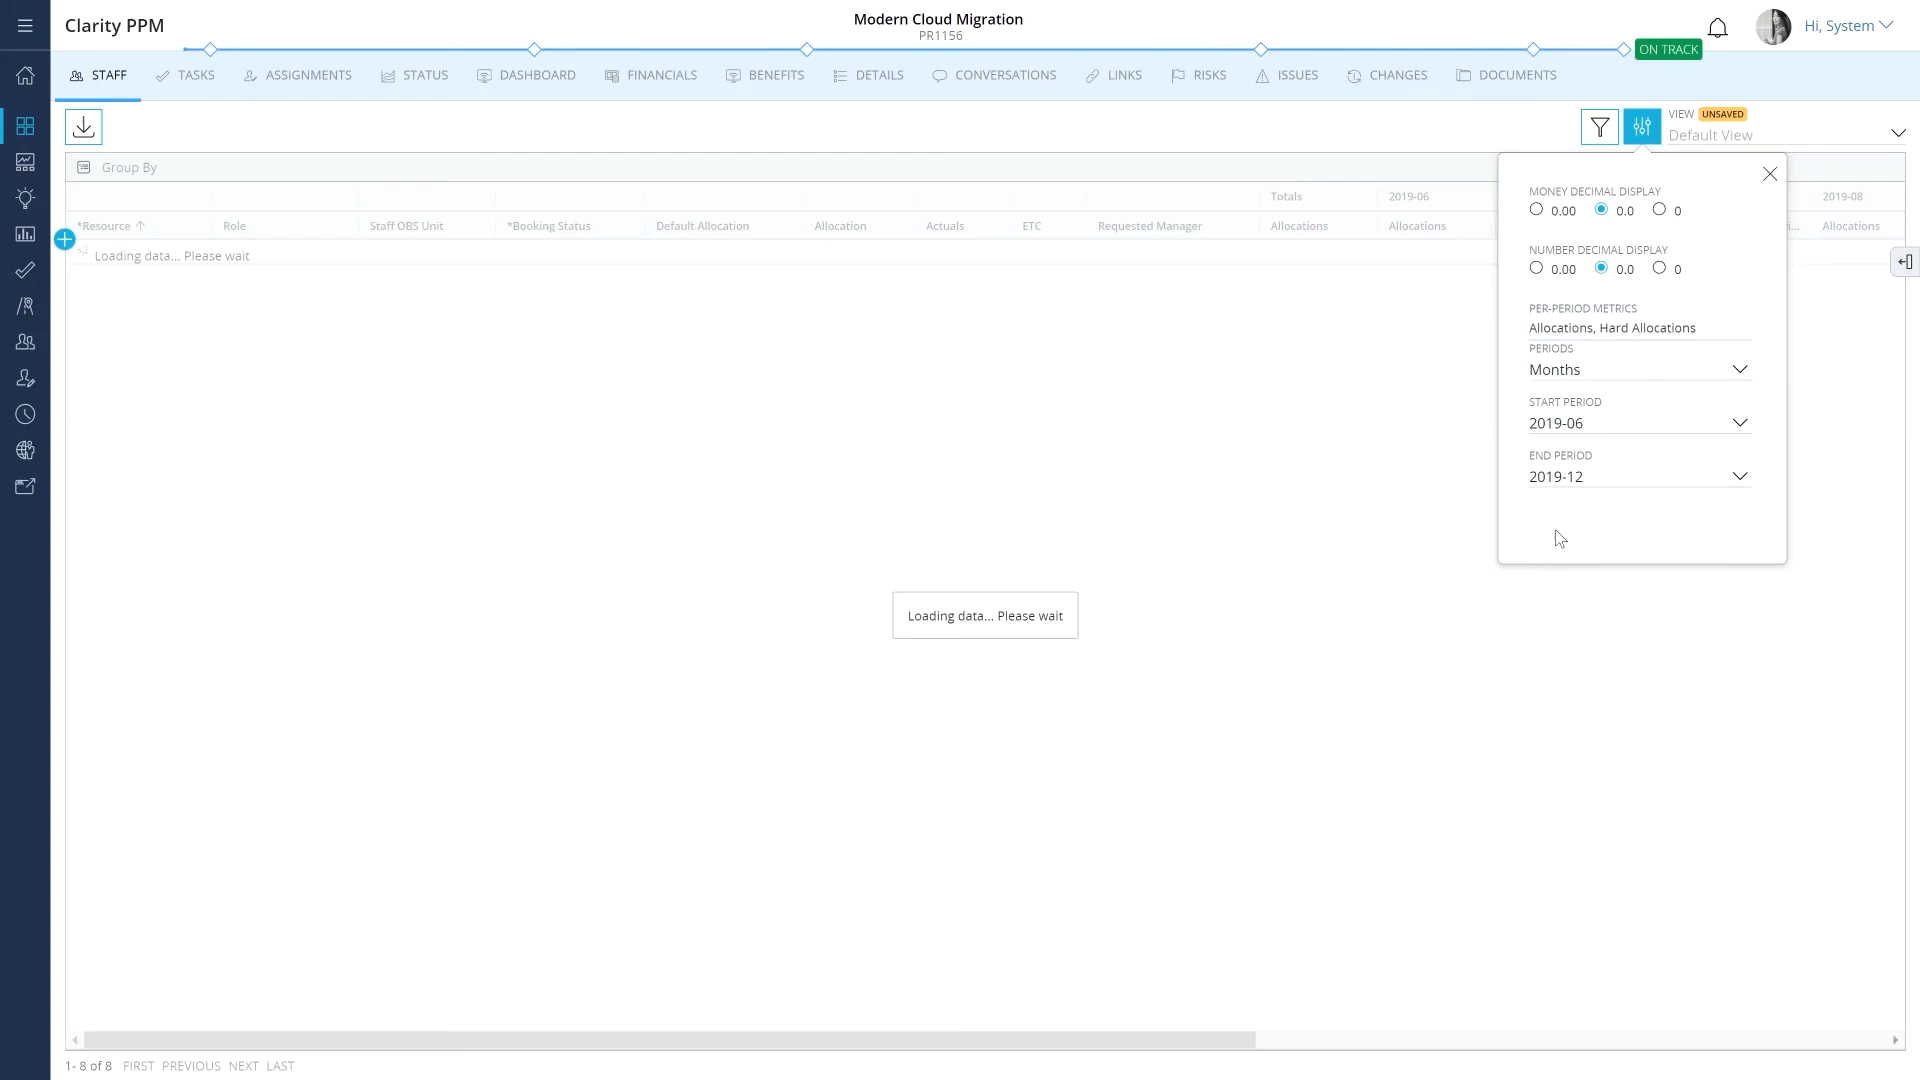 Clarity PPM
Modern Cloud Migration
PR1156
Hi, System
ON TRACK
STAFF TASKS ASSIGNMENTS STATUS DASHBOARD FINANCIALS BENEFITS DETAILS CONVERSATIONS LINKS RISKS ISSUES CHANGES DOCUMENTS
VIEW UNSAVED
Default View
Group By
Totals 2019-06 2019-08
*Resource Role Staff OBS Unit *Booking Status Default Allocation Allocation Actuals ETC Requested Manager Allocations Allocations Allocations
Loading data... Please wait
MONEY DECIMAL DISPLAY
0.00 0.0 0
NUMBER DECIMAL DISPLAY
0.00 0.0 0
PER-PERIOD METRICS
Allocations, Hard Allocations
PERIODS
Months
START PERIOD
2019-06
END PERIOD
2019-12
Loading data... Please wait
1- 8 of 8 FIRST PREVIOUS NEXT LAST